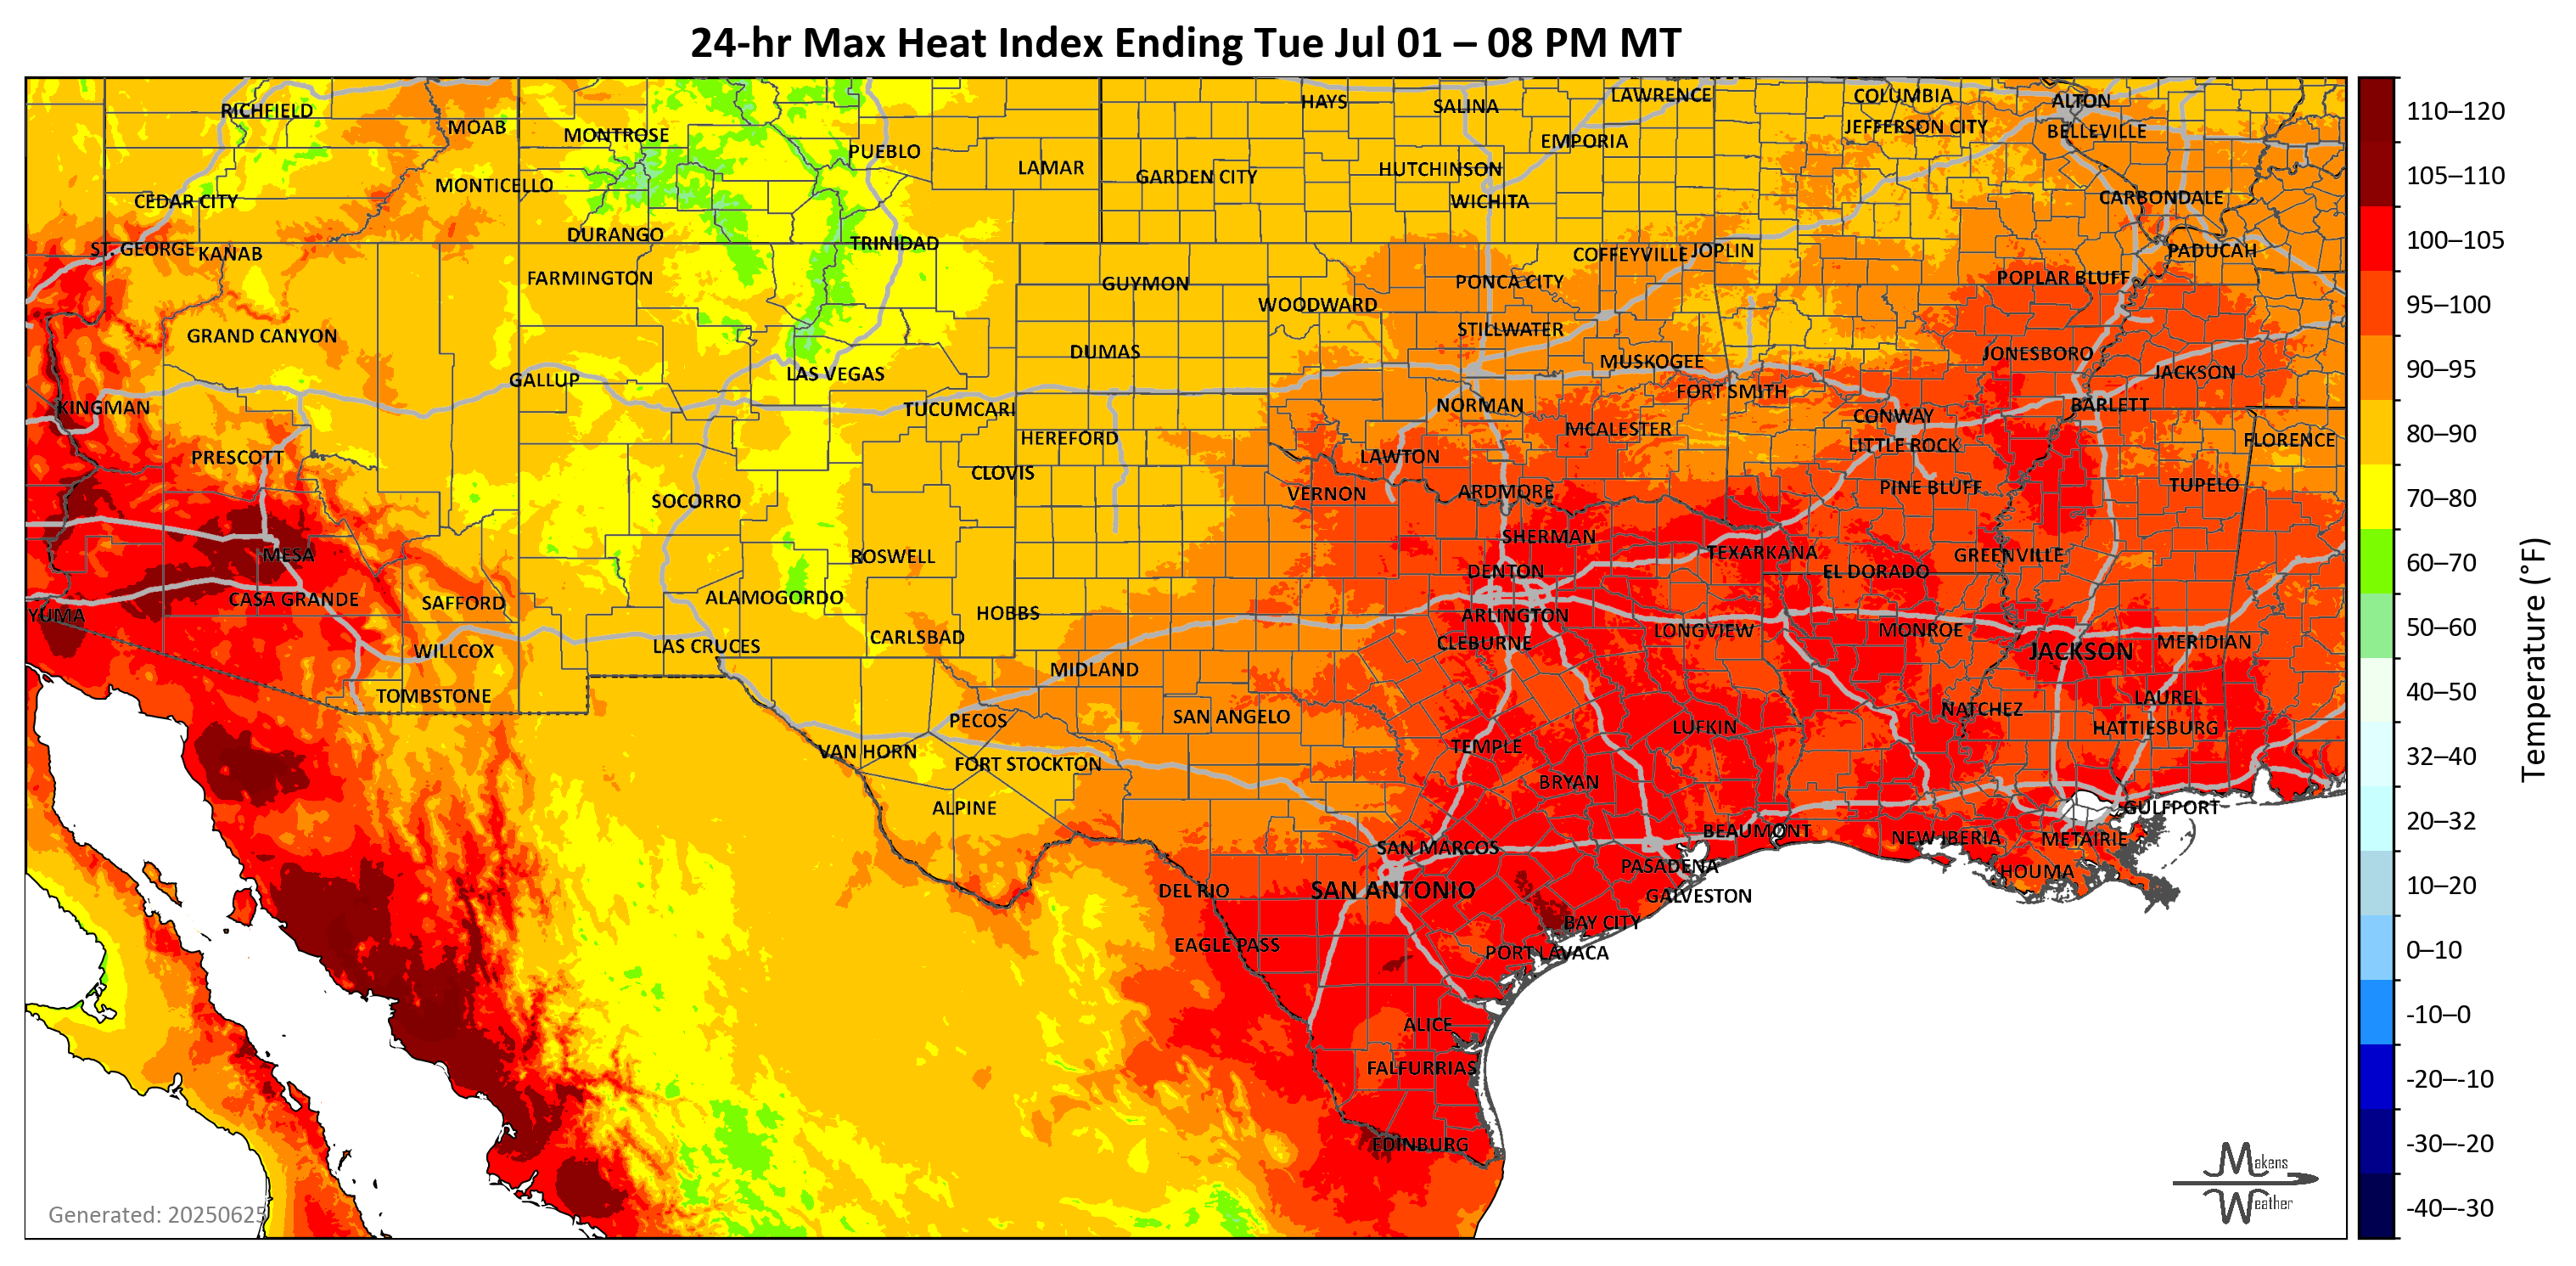 24-hr Max Heat Index Ending Tue Jul 01 – 08 PM MT
RICHFIELD
MOAB
MONTROSE
PUEBLO
LAMAR
HAYS
SALINA
LAWRENCE
COLUMBIA
ALTON
JEFFERSON CITY
BELLEVILLE
EMPORIA
HUTCHINSON
GARDEN CITY
MONTICELLO
CEDAR CITY
WICHITA
CARBONDALE
DURANGO
TRINIDAD
ST. GEORGE
KANAB
COFFEYVILLE
JOPLIN
PADUCAH
FARMINGTON
GUYMON
PONCA CITY
POPLAR BLUFF
WOODWARD
GRAND CANYON
STILLWATER
DUMAS
MUSKOGEE
JONESBORO
JACKSON
GALLUP
LAS VEGAS
FORT SMITH
KINGMAN
TUCUMCARI
NORMAN
CONWAY
BARLETT
HEREFORD
MCALESTER
LITTLE ROCK
FLORENCE
PRESCOTT
CLOVIS
LAWTON
SOCORRO
VERNON
ARDMORE
PINE BLUFF
TUPELO
SHERMAN
MESA
ROSWELL
TEXARKANA
GREENVILLE
DENTON
EL DORADO
CASA GRANDE
SAFFORD
ALAMOGORDO
YUMA
HOBBS
ARLINGTON
CARLSBAD
CLEBURNE
LONGVIEW
MONROE
WILLCOX
LAS CRUCES
JACKSON
MERIDIAN
MIDLAND
TOMBSTONE
LAUREL
PECOS
SAN ANGELO
NATCHEZ
LUFKIN
HATTIESBURG
VAN HORN
TEMPLE
FORT STOCKTON
BRYAN
ALPINE
GULFPORT
BEAUMONT
NEW IBERIA
METAIRIE
SAN MARCOS
PASADENA
HOUMA
DEL RIO
SAN ANTONIO
GALVESTON
BAY CITY
EAGLE PASS
PORT LAVACA
ALICE
FALFURRIAS
EDINBURG
Generated: 20250625
Makens
Weather
110–120
105–110
100–105
95–100
90–95
80–90
70–80
60–70
50–60
40–50
32–40
20–32
10–20
0–10
-10–0
-20–-10
-30–-20
-40–-30
Temperature (°F)